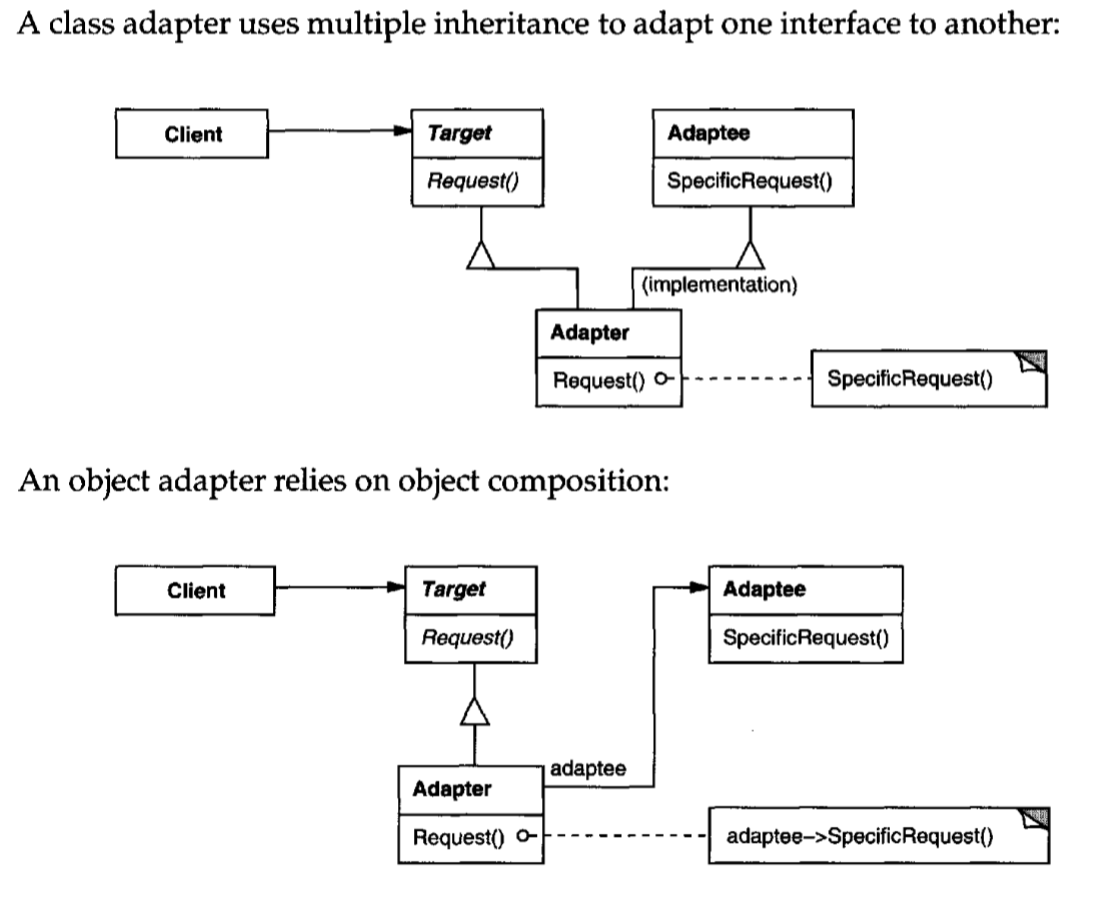 A class adapter uses multiple inheritance to adapt one interface to another:
Client
Target
Request()
Adaptee
SpecificRequest()
(implementation)
Adapter
Request()
SpecificRequest()
An object adapter relies on object composition:
Client
Target
Request()
Adaptee
SpecificRequest()
adaptee
Adapter
Request()
adaptee->SpecificRequest()